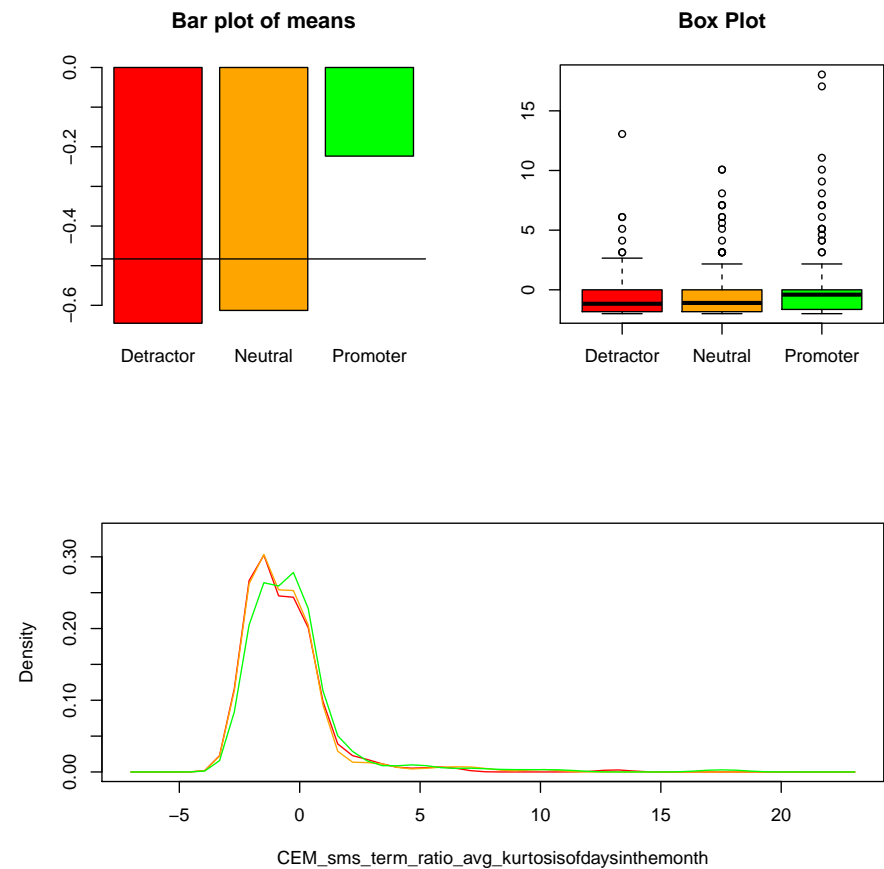 Bar plot of means
0.0
−0.2
−0.4
−0.6
Detractor Neutral Promoter
Box Plot
15
10
5
0
Detractor Neutral Promoter
0.30
0.20
0.10
0.00
Density
−5 0 5 10 15 20
CEM_sms_term_ratio_avg_kurtosisofdaysinthemonth